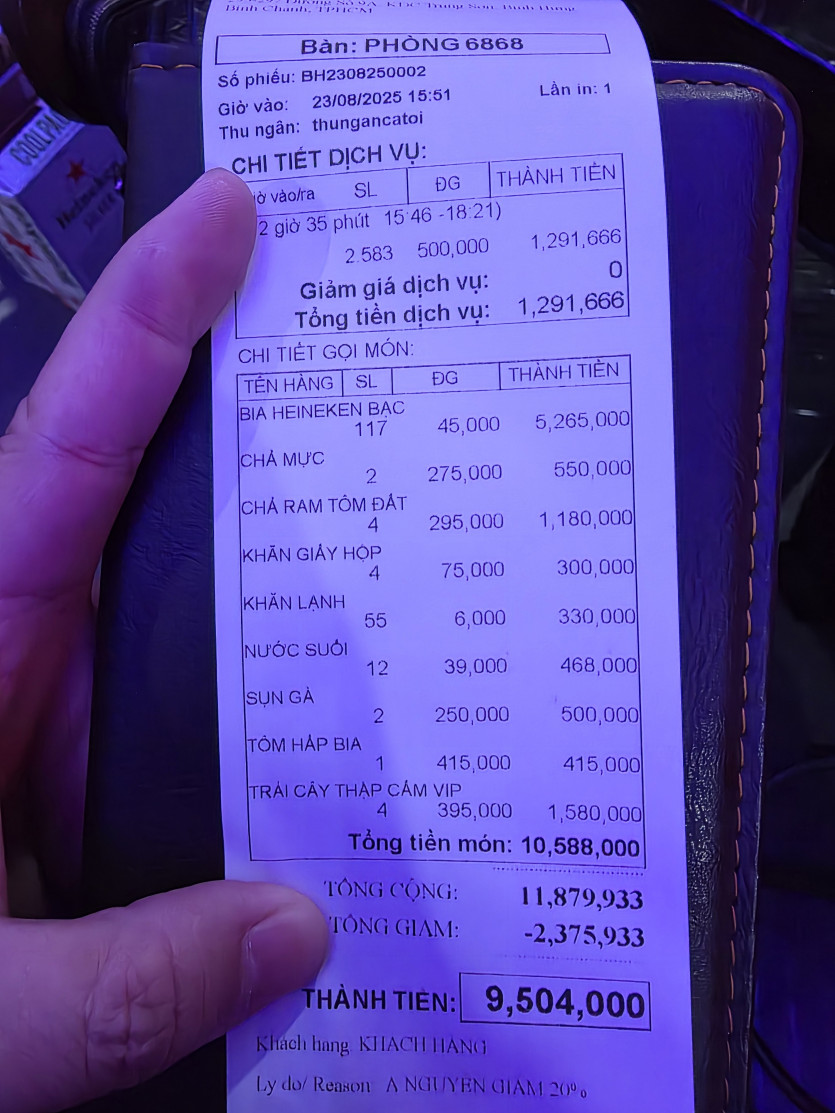 Bình Chánh, TPHCM
Bàn: PHÒNG 6868
Số phiếu: BH2308250002
Giờ vào: 23/08/2025 15:51 Lần in: 1
Thu ngân: thungancatoi
CHI TIẾT DỊCH VỤ:
ờ vào/ra SL ĐG THÀNH TIỀN
2 giờ 35 phút 15:46 -18:21)
2.583 500,000 1,291,666
Giảm giá dịch vụ: 0
Tổng tiền dịch vụ: 1,291,666
CHI TIẾT GỌI MÓN:
TÊN HÀNG SL ĐG THÀNH TIỀN
BIA HEINEKEN BẠC
117 45,000 5,265,000
CHẢ MỰC
2 275,000 550,000
CHẢ RAM TÔM ĐẤT
4 295,000 1,180,000
KHĂN GIẤY HỘP
4 75,000 300,000
KHĂN LẠNH
55 6,000 330,000
NƯỚC SUỐI
12 39,000 468,000
SỤN GÀ
2 250,000 500,000
TÔM HẤP BIA
1 415,000 415,000
TRÁI CÂY THẬP CẨM VIP
4 395,000 1,580,000
Tổng tiền món: 10,588,000
TỔNG CỘNG: 11,879,933
TỔNG GIẢM: -2,375,933
THÀNH TIỀN: 9,504,000
Khách hàng: KHÁCH HÀNG
Lý do/ Reason: A NGUYÊN GIẢM 20%
COOLPA
Heineken
SILVER